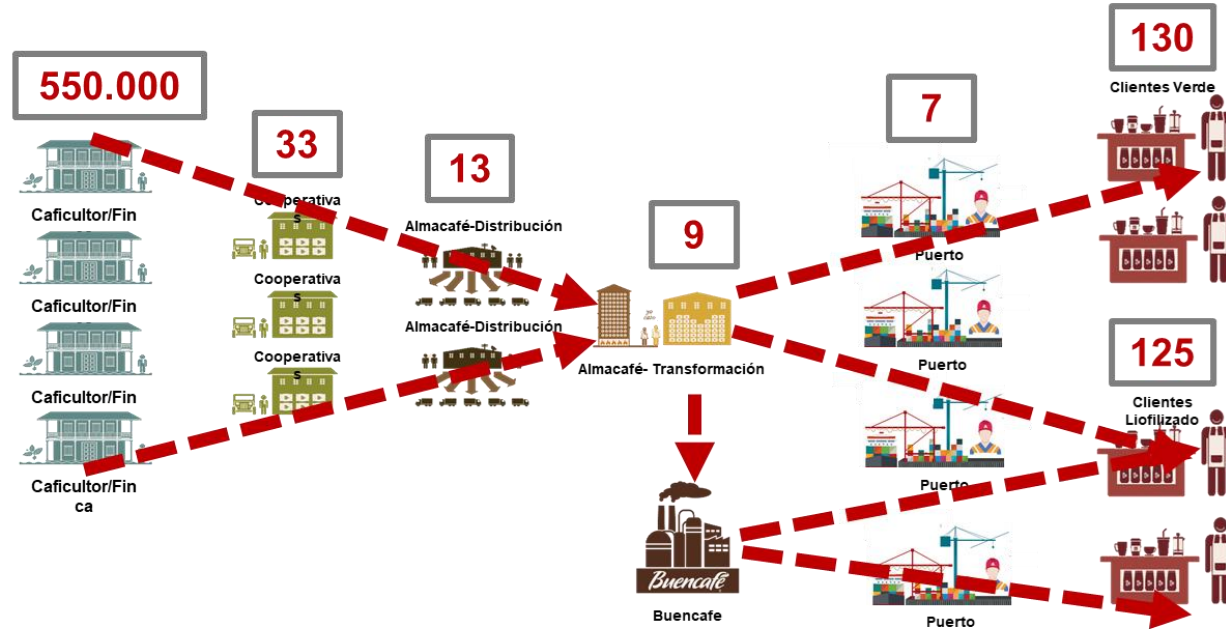 550.000
Caficultor/Fin
Caficultor/Fin
Caficultor/Fin
Caficultor/Fin
ca
33
Cooperativa
s
Cooperativa
s
Cooperativa
s
13
Almacafé-Distribución
Almacafé-Distribución
9
Almacafé- Transformación
Buencafé
Buencafe
7
Puerto
Puerto
Puerto
Puerto
130
Clientes Verde
125
Clientes
Liofilizado